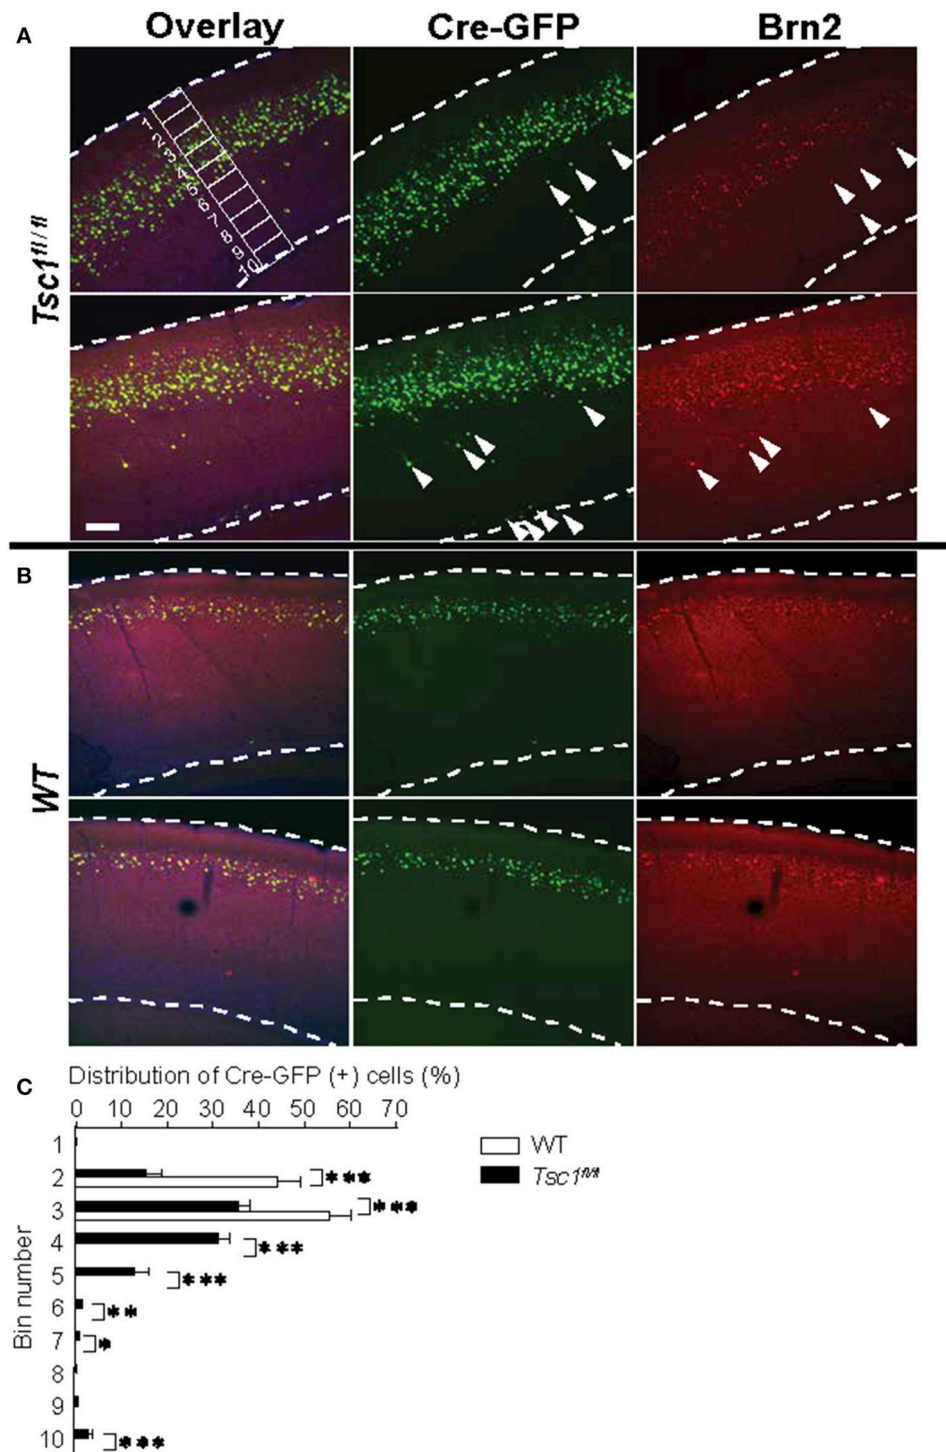 A
Overlay Cre-GFP Brn2
Tsc1fl/fl
1 2 3 4 5 6 7 8 9 10
B
WT
C
Distribution of Cre-GFP (+) cells (%)
0 10 20 30 40 50 60 70
WT
Tsc1fl/fl
Bin number
1
2 ***
3 ***
4 ***
5 ***
6 **
7 *
8
9
10 ***